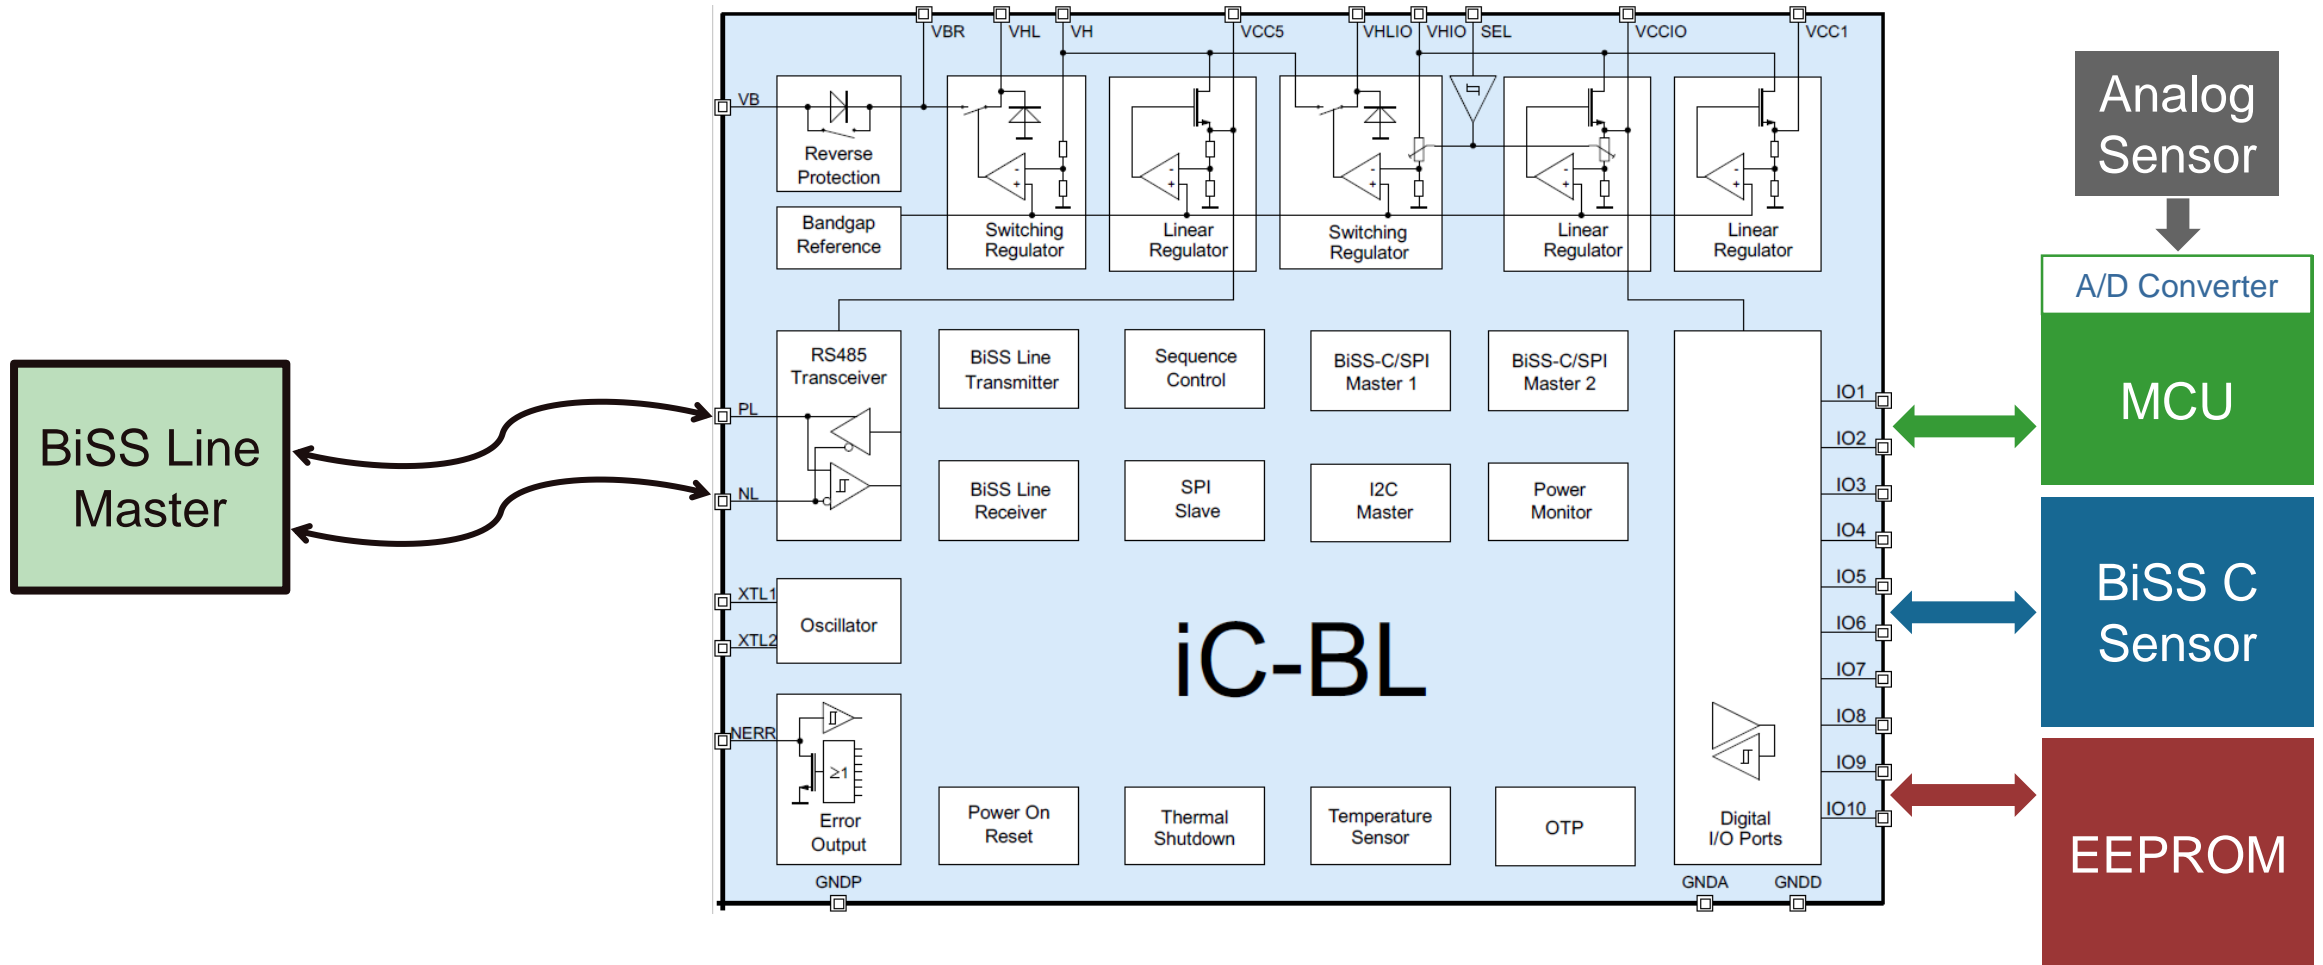 VBR
VHL
VH
VCC5
VHLIO
VHIO
SEL
VCCIO
VCC1
VB
Reverse
Protection
Bandgap
Reference
Switching
Regulator
Linear
Regulator
Switching
Regulator
Linear
Regulator
Linear
Regulator
-
+
-
+
-
+
-
+
-
+
Analog
Sensor
A/D Converter
MCU
BiSS C
Sensor
EEPROM
BiSS Line
Master
PL
NL
RS485
Transceiver
BiSS Line
Transmitter
Sequence
Control
BiSS-C/SPI
Master 1
BiSS-C/SPI
Master 2
BiSS Line
Receiver
SPI
Slave
I2C
Master
Power
Monitor
XTL1
XTL2
Oscillator
iC-BL
NERR
≥1
Error
Output
Power On
Reset
Thermal
Shutdown
Temperature
Sensor
OTP
Digital
I/O Ports
IO1
IO2
IO3
IO4
IO5
IO6
IO7
IO8
IO9
IO10
GNDP
GNDA
GNDD